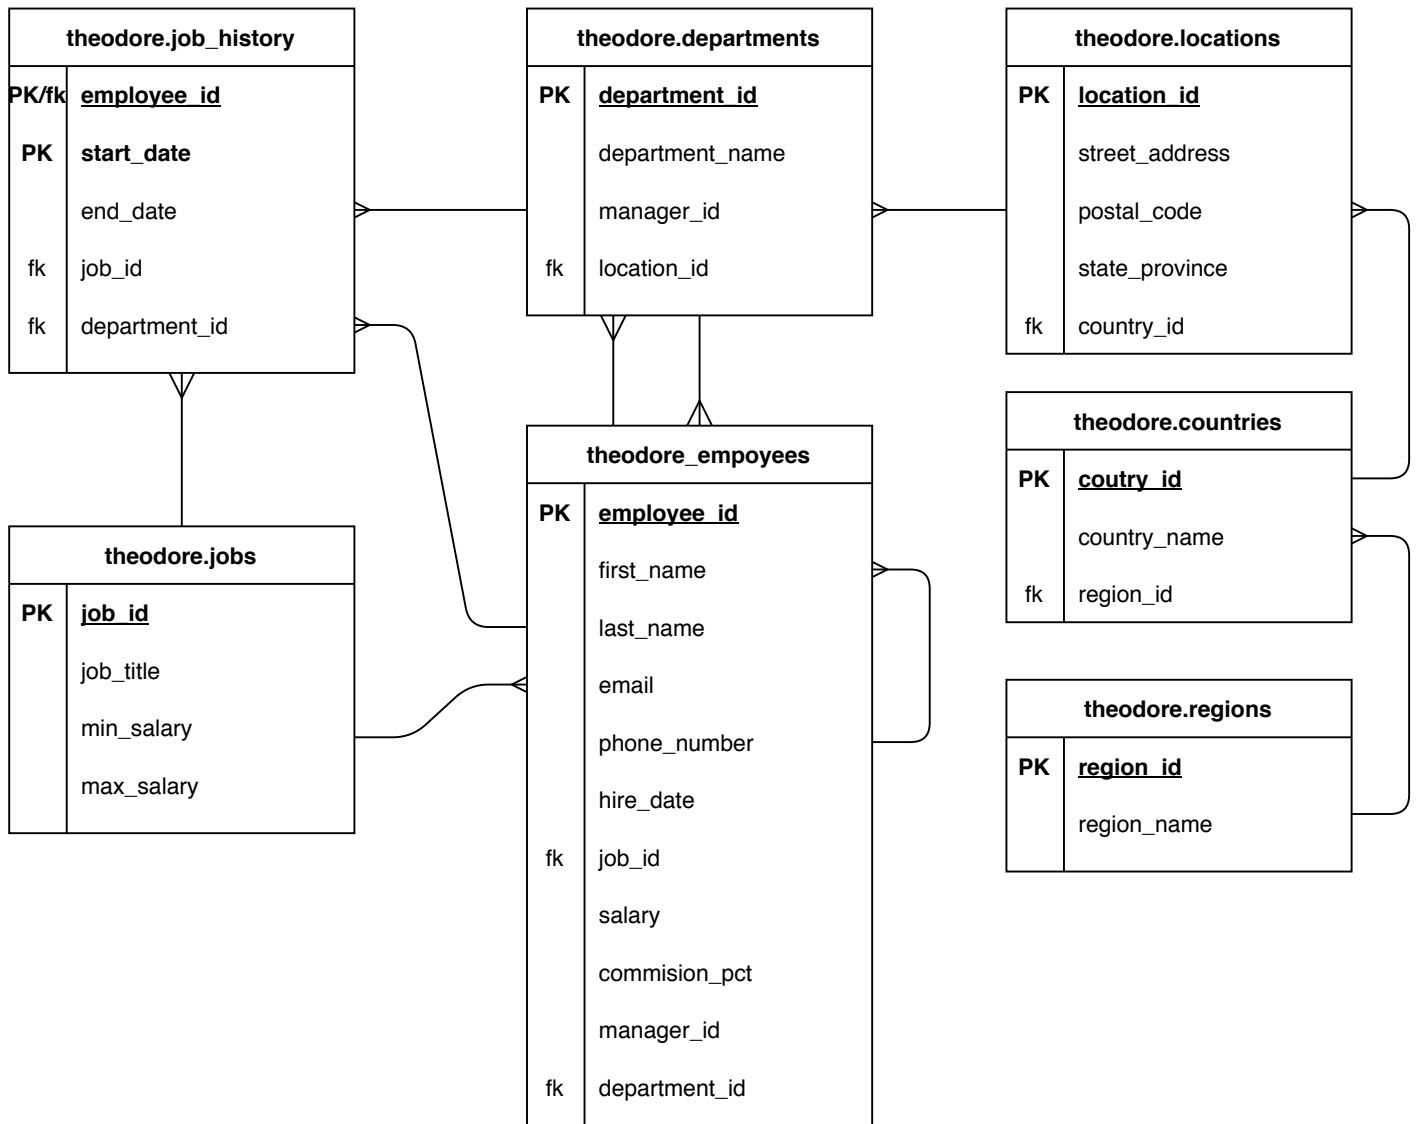 theodore.job_history
PK/fk employee_id
PK start_date
end_date
fk job_id
fk department_id
theodore.departments
PK department_id
department_name
manager_id
fk location_id
theodore.locations
PK location_id
street_address
postal_code
state_province
fk country_id
theodore.countries
PK coutry_id
country_name
fk region_id
theodore.regions
PK region_id
region_name
theodore.jobs
PK job_id
job_title
min_salary
max_salary
theodore_empoyees
PK employee_id
first_name
last_name
email
phone_number
hire_date
fk job_id
salary
commision_pct
manager_id
fk department_id